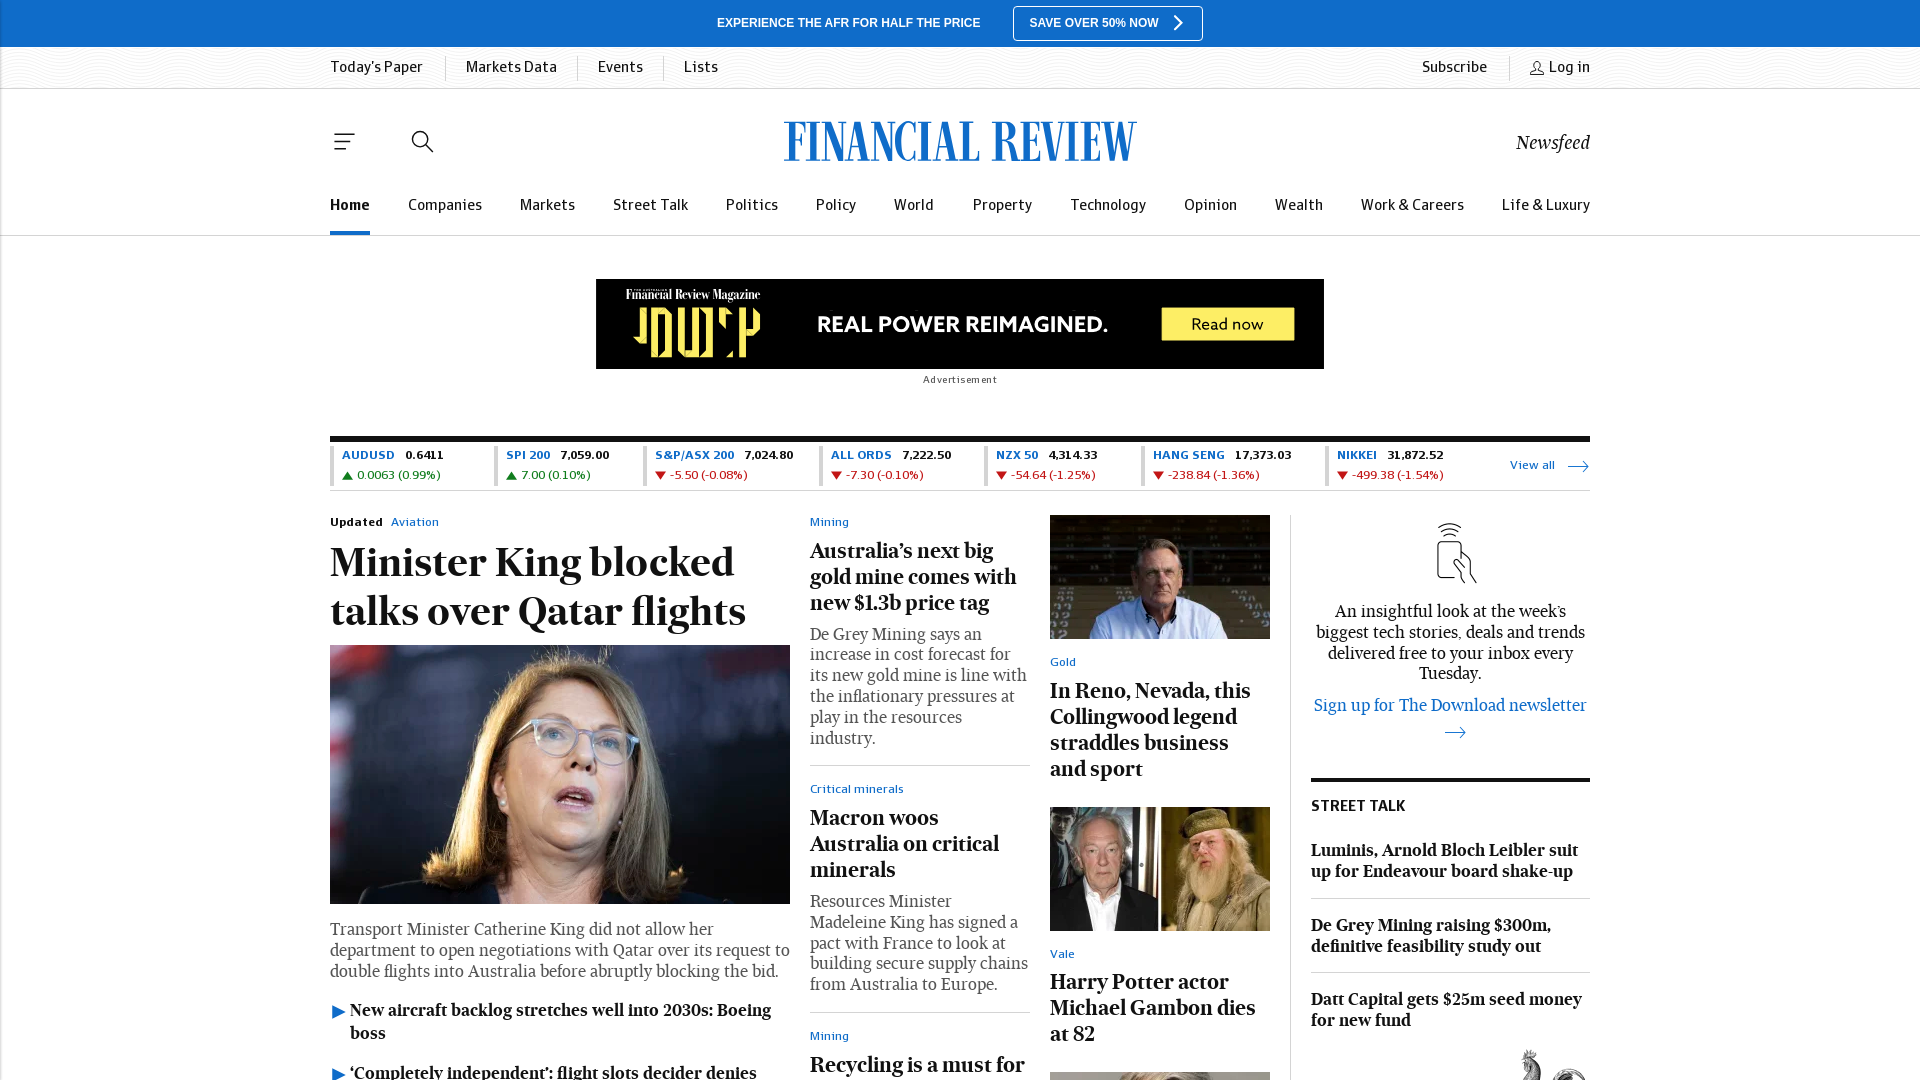 EXPERIENCE THE AFR FOR HALF THE PRICE
SAVE OVER 50% NOW
Today's Paper
Markets Data
Events
Lists
Subscribe
Log in
FINANCIAL REVIEW
Newsfeed
Home
Companies
Markets
Street Talk
Politics
Policy
World
Property
Technology
Opinion
Wealth
Work & Careers
Life & Luxury
Financial Review Magazine
REAL POWER REIMAGINED.
Read now
Advertisement
AUDUSD 0.6411
0.0063 (0.99%)
SPI 200 7,059.00
7.00 (0.10%)
S&P/ASX 200 7,024.80
-5.50 (-0.08%)
ALL ORDS 7,222.50
-7.30 (-0.10%)
NZX 50 4,314.33
-54.64 (-1.25%)
HANG SENG 17,373.03
-238.84 (-1.36%)
NIKKEI 31,872.52
-499.38 (-1.54%)
View all
Updated Aviation
Minister King blocked
talks over Qatar flights
Transport Minister Catherine King did not allow her
department to open negotiations with Qatar over its request to
double flights into Australia before abruptly blocking the bid.
New aircraft backlog stretches well into 2030s: Boeing
boss
‘Completely independent’: flight slots decider denies
Mining
Australia’s next big
gold mine comes with
new $1.3b price tag
De Grey Mining says an
increase in cost forecast for
its new gold mine is line with
the inflationary pressures at
play in the resources
industry.
Critical minerals
Macron woos
Australia on critical
minerals
Resources Minister
Madeleine King has signed a
pact with France to look at
building secure supply chains
from Australia to Europe.
Mining
Recycling is a must for
Gold
In Reno, Nevada, this
Collingwood legend
straddles business
and sport
Vale
Harry Potter actor
Michael Gambon dies
at 82
An insightful look at the week’s
biggest tech stories, deals and trends
delivered free to your inbox every
Tuesday.
Sign up for The Download newsletter
STREET TALK
Luminis, Arnold Bloch Leibler suit
up for Endeavour board shake-up
De Grey Mining raising $300m,
definitive feasibility study out
Datt Capital gets $25m seed money
for new fund